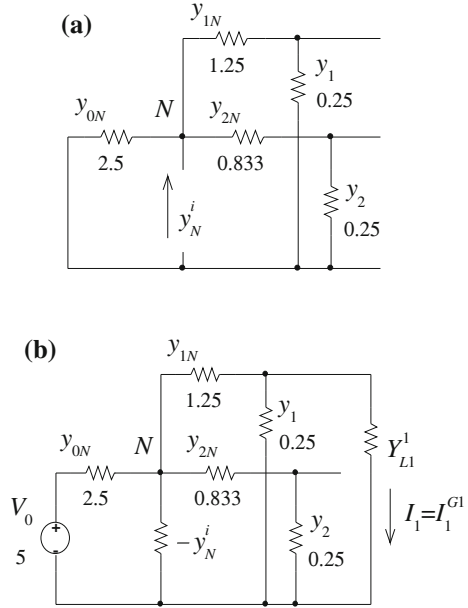 (a)
y1N
1.25
y1
0.25
y0N
2.5
N
y2N
0.833
y2
0.25
yNi
(b)
y1N
1.25
y1
0.25
YL11
y0N
2.5
N
y2N
0.833
y2
0.25
V0
5
+
-
−yNi
I1=I1G1